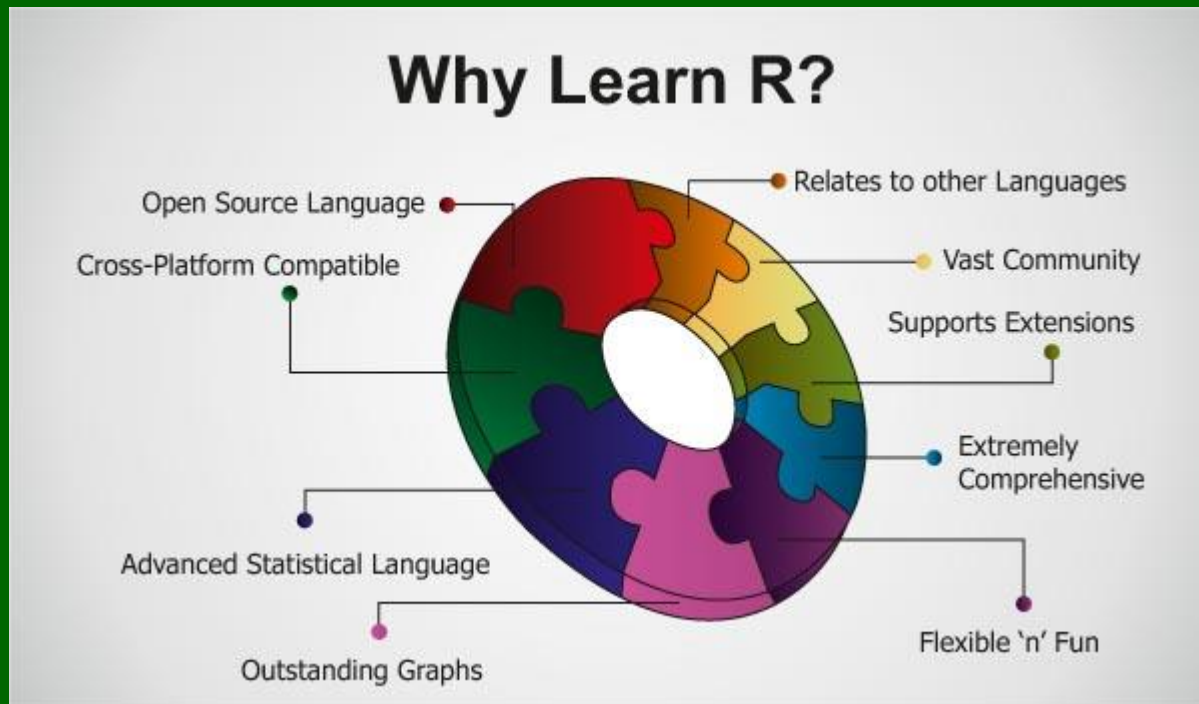 Why Learn R?
Open Source Language
Relates to other Languages
Cross-Platform Compatible
Vast Community
Supports Extensions
Extremely
Comprehensive
Advanced Statistical Language
Flexible ‘n’ Fun
Outstanding Graphs